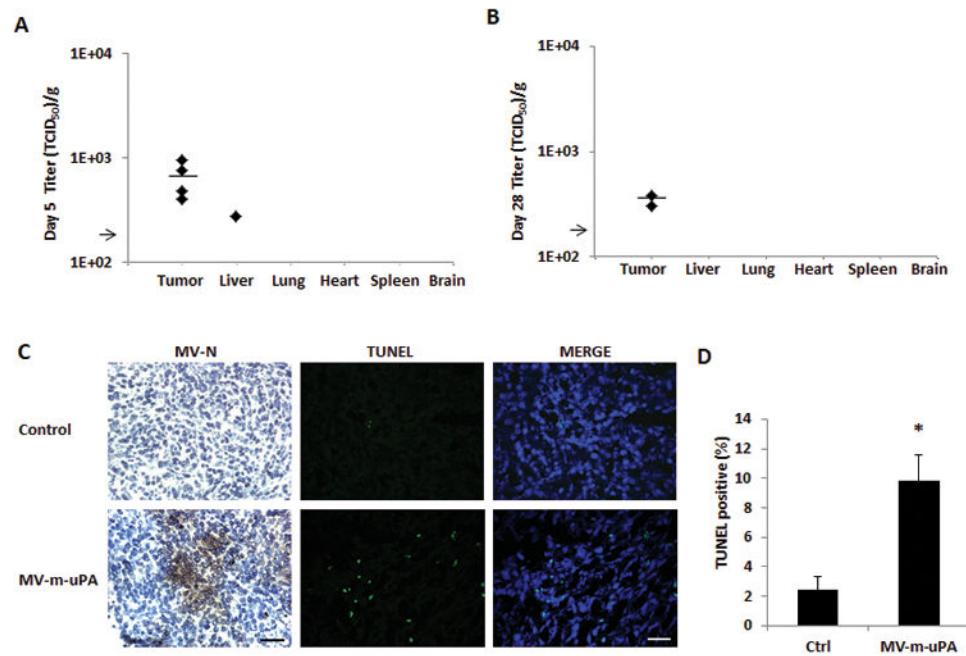 A
Day 5 Titer (TCID50)/g
1E+04
1E+03
1E+02
Tumor Liver Lung Heart Spleen Brain
B
Day 28 Titer (TCID50)/g
1E+04
1E+03
1E+02
Tumor Liver Lung Heart Spleen Brain
C
MV-N TUNEL MERGE
Control
MV-m-uPA
D
TUNEL positive (%)
14
12
10
8
6
4
2
0
*
Ctrl MV-m-uPA